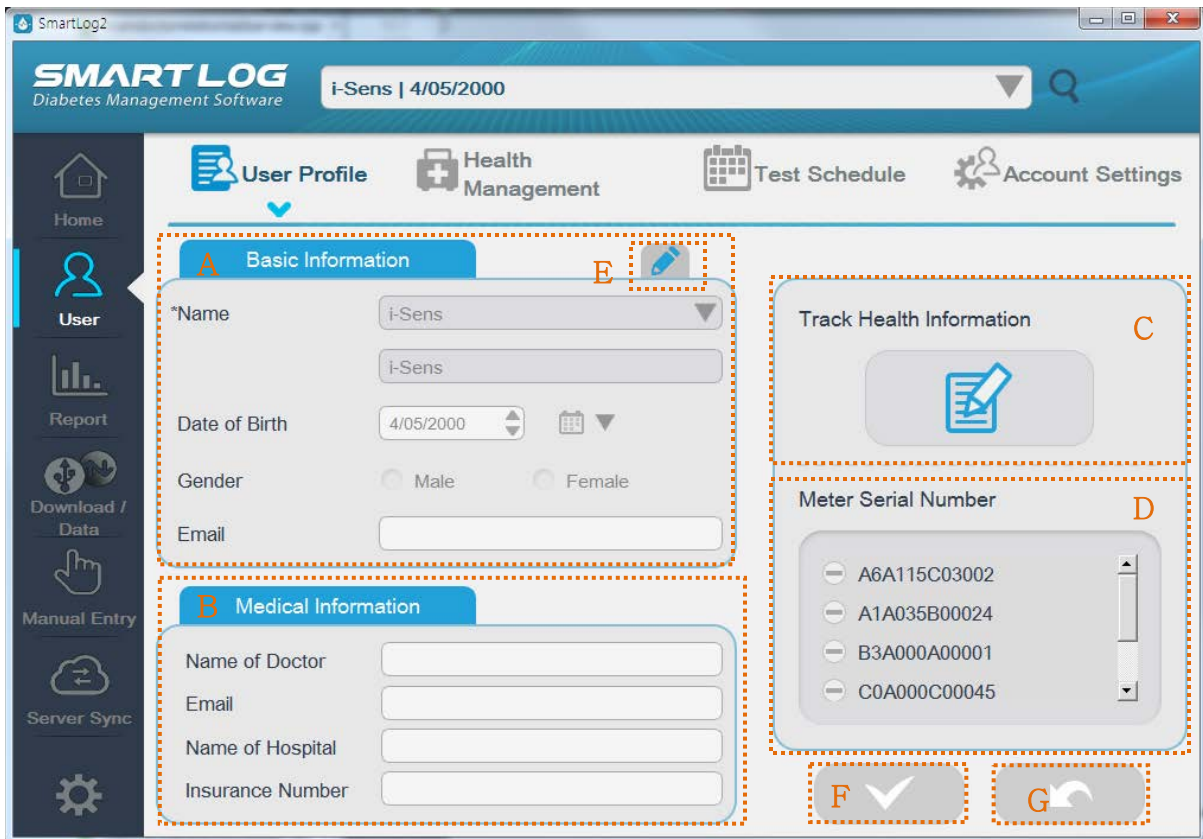 SmartLog2
SMART LOG
Diabetes Management Software
i-Sens | 4/05/2000
User Profile
Health
Management
Test Schedule
Account Settings
Home
User
Report
Download /
Data
Manual Entry
Server Sync
A
Basic Information
E
*Name
i-Sens
i-Sens
Date of Birth
4/05/2000
Gender
Male
Female
Email
B
Medical Information
Name of Doctor
Email
Name of Hospital
Insurance Number
Track Health Information
C
Meter Serial Number
D
A6A115C03002
A1A035B00024
B3A000A00001
C0A000C00045
F
G